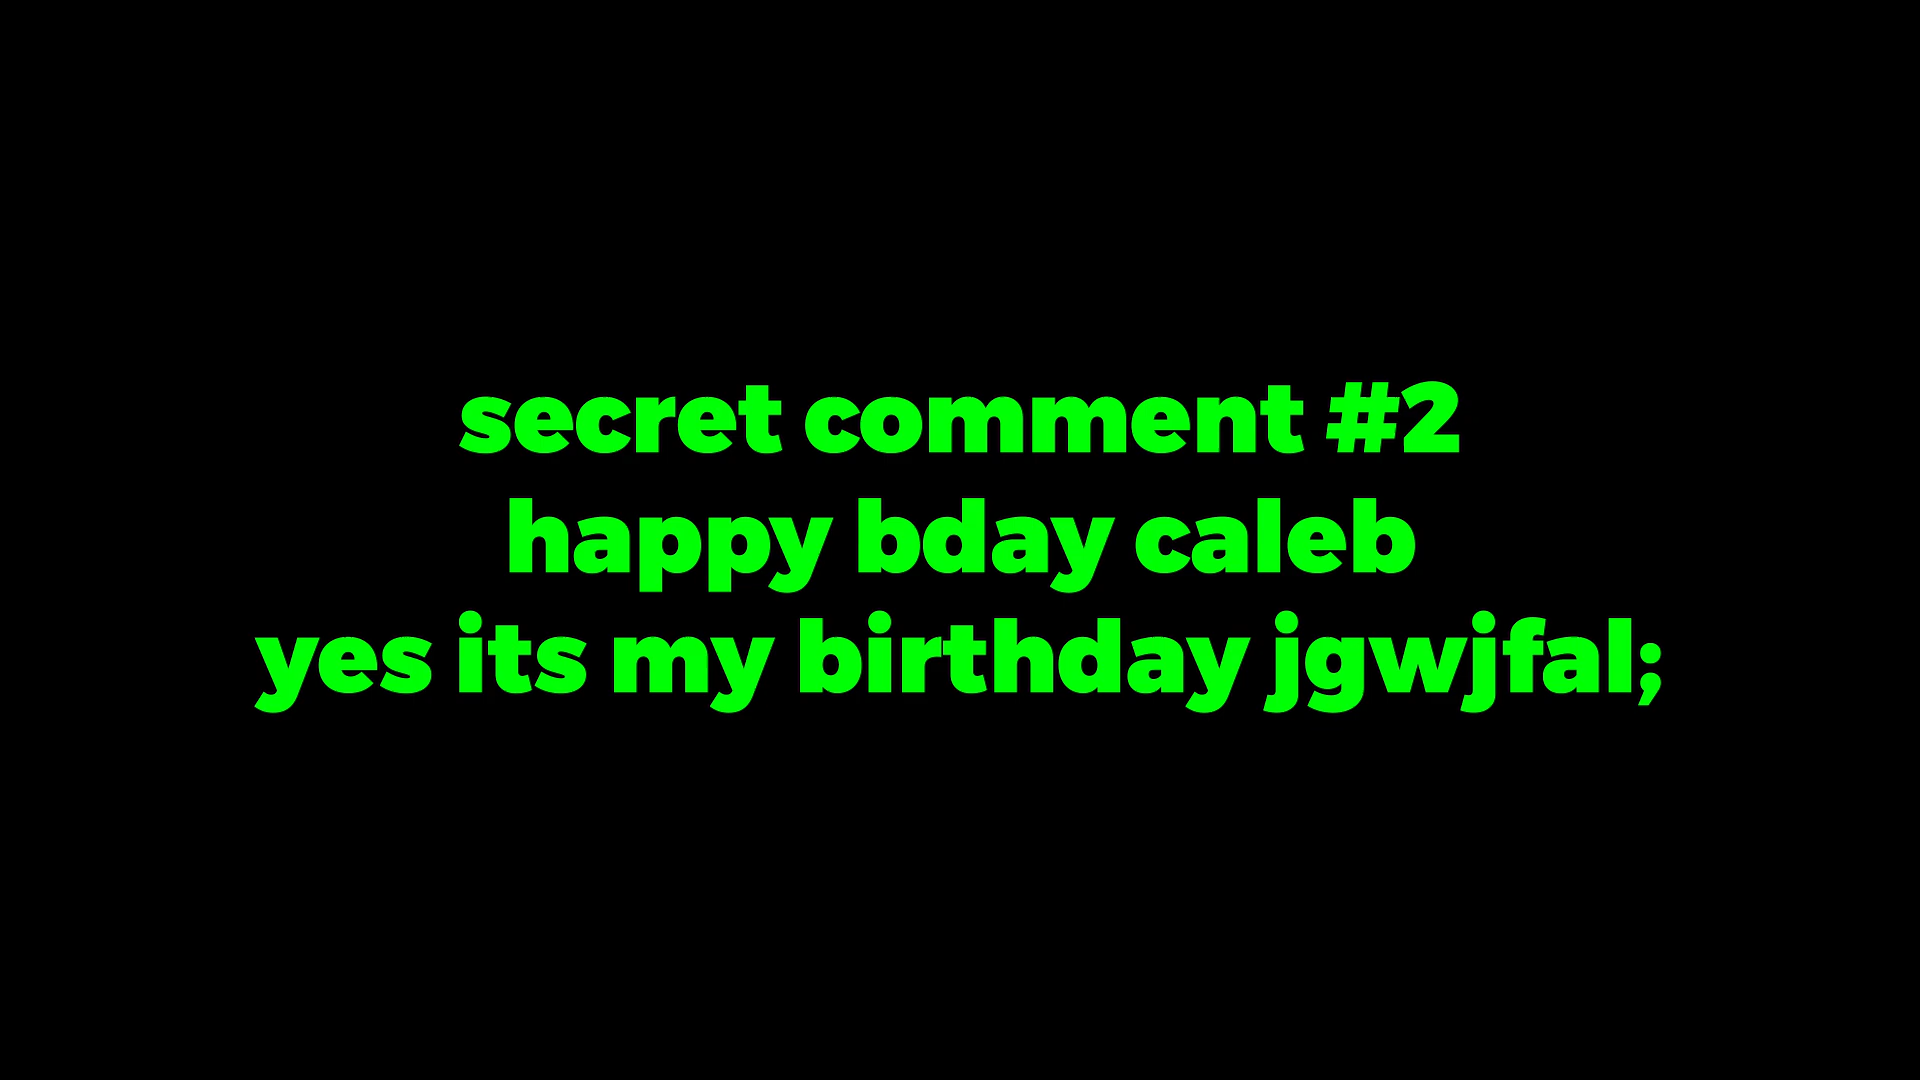 secret comment #2
happy bday caleb
yes its my birthday jgwjfal;